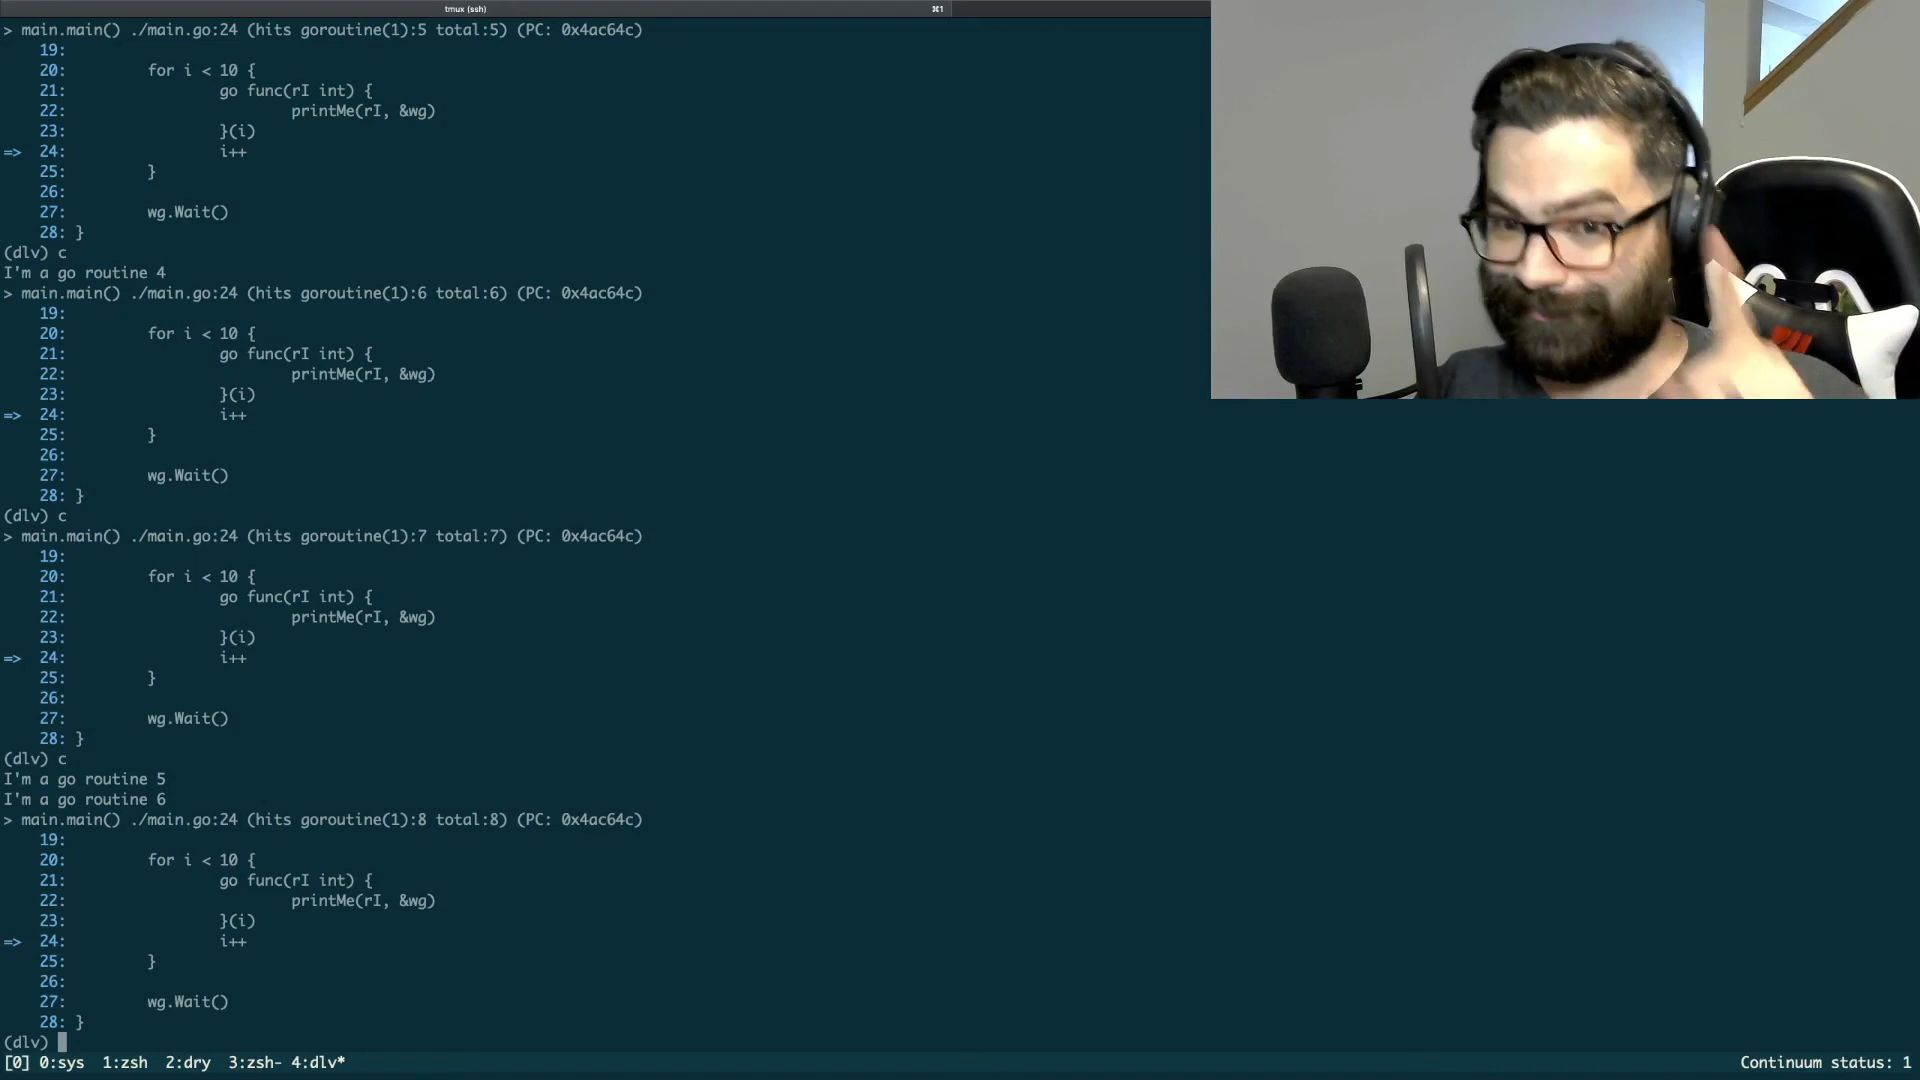 tmux (ssh) ⌘1
> main.main() ./main.go:24 (hits goroutine(1):5 total:5) (PC: 0x4ac64c)
19:
20: for i < 10 {
21: go func(rI int) {
22: printMe(rI, &wg)
23: }(i)
=> 24: i++
25: }
26:
27: wg.Wait()
28: }
(dlv) c
I'm a go routine 4
> main.main() ./main.go:24 (hits goroutine(1):6 total:6) (PC: 0x4ac64c)
19:
20: for i < 10 {
21: go func(rI int) {
22: printMe(rI, &wg)
23: }(i)
=> 24: i++
25: }
26:
27: wg.Wait()
28: }
(dlv) c
> main.main() ./main.go:24 (hits goroutine(1):7 total:7) (PC: 0x4ac64c)
19:
20: for i < 10 {
21: go func(rI int) {
22: printMe(rI, &wg)
23: }(i)
=> 24: i++
25: }
26:
27: wg.Wait()
28: }
(dlv) c
I'm a go routine 5
I'm a go routine 6
> main.main() ./main.go:24 (hits goroutine(1):8 total:8) (PC: 0x4ac64c)
19:
20: for i < 10 {
21: go func(rI int) {
22: printMe(rI, &wg)
23: }(i)
=> 24: i++
25: }
26:
27: wg.Wait()
28: }
(dlv)
[0] 0:sys 1:zsh 2:dry 3:zsh- 4:dlv* Continuum status: 1